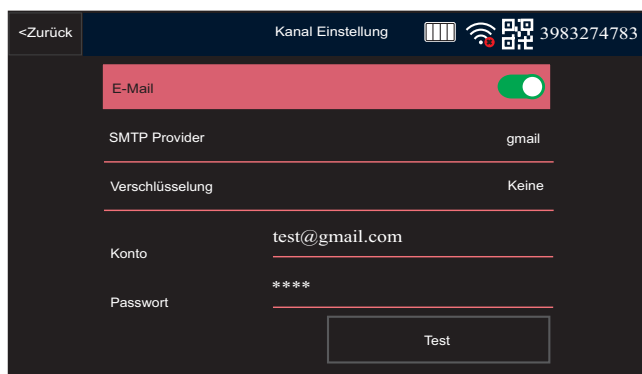 <Zurück Kanal Einstellung 3983274783
E-Mail
SMTP Provider gmail
Verschlüsselung Keine
Konto test@gmail.com
Passwort ****
Test